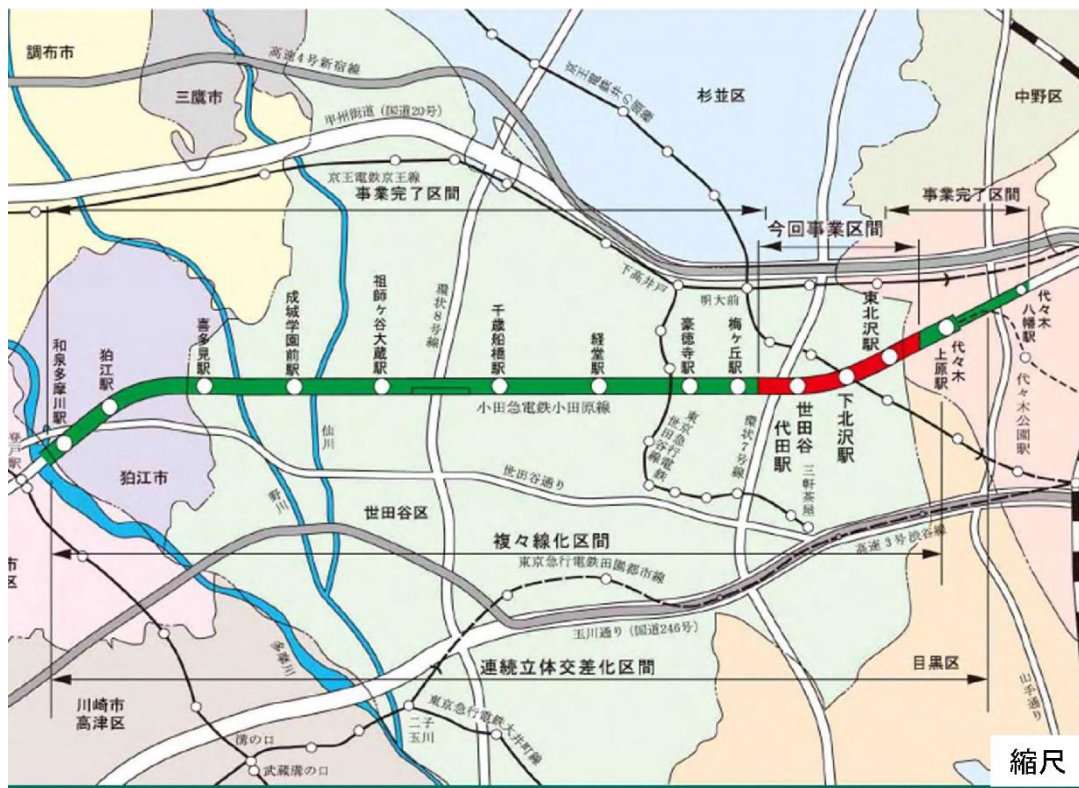 調布市
三鷹市
高速4号新宿線
甲州街道(国道20号)
京王電鉄京王線
京王電鉄井の頭線
杉並区
中野区
事業完了区間
今回事業区間
事業完了区間
下高井戸
明大前
環状8号線
和泉多摩川駅
狛江駅
喜多見駅
成城学園前駅
祖師ヶ谷大蔵駅
千歳船橋駅
経堂駅
豪徳寺駅
梅ヶ丘駅
世田谷代田駅
下北沢駅
東北沢駅
代々木上原駅
代々木八幡駅
代々木公園駅
小田急電鉄小田原線
東京急行電鉄
世田谷線
環状7号線
三軒茶屋
登戸駅
狛江市
野川
仙川
世田谷区
世田谷通り
高速3号渋谷線
複々線化区間
東京急行電鉄田園都市線
玉川通り(国道246号)
連続立体交差化区間
目黒区
山手通り
多摩川
川崎市
高津区
市
区
二子
玉川
東京急行電鉄大井町線
溝の口
武蔵溝の口
縮尺